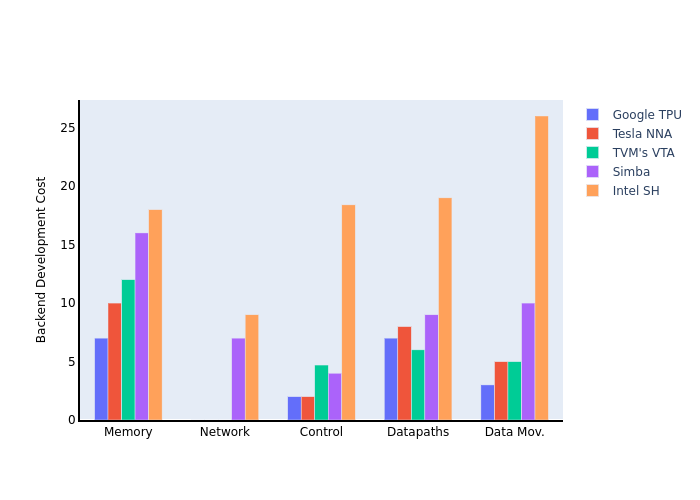 Backend Development Cost
25
20
15
10
5
0
Memory
Network
Control
Datapaths
Data Mov.
Google TPU
Tesla NNA
TVM's VTA
Simba
Intel SH